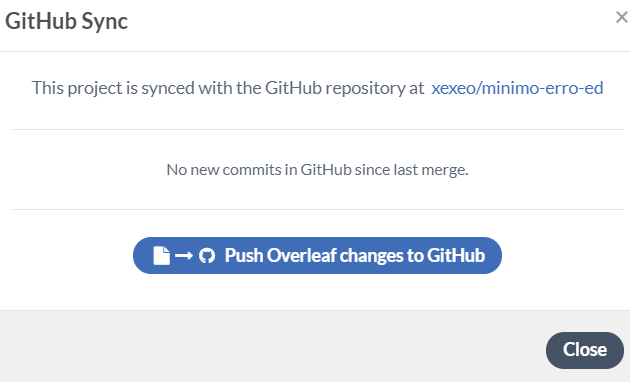 GitHub Sync
×
This project is synced with the GitHub repository at xexeo/minimo-erro-ed
No new commits in GitHub since last merge.
Push Overleaf changes to GitHub
Close